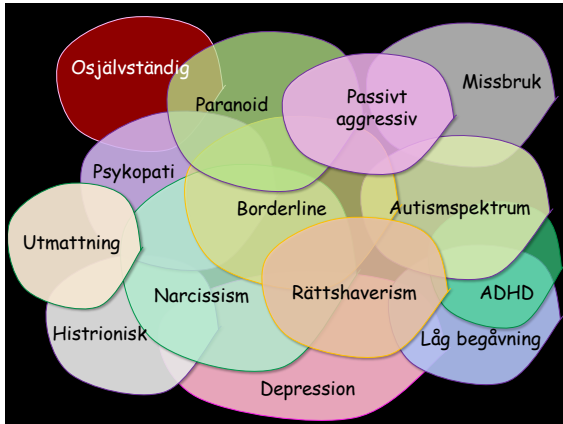 Osjälvständig
Paranoid
Passivt
aggressiv
Missbruk
Psykopati
Borderline
Autismspektrum
Utmattning
Narcissism
Rättshaverism
ADHD
Histrionisk
Låg begåvning
Depression